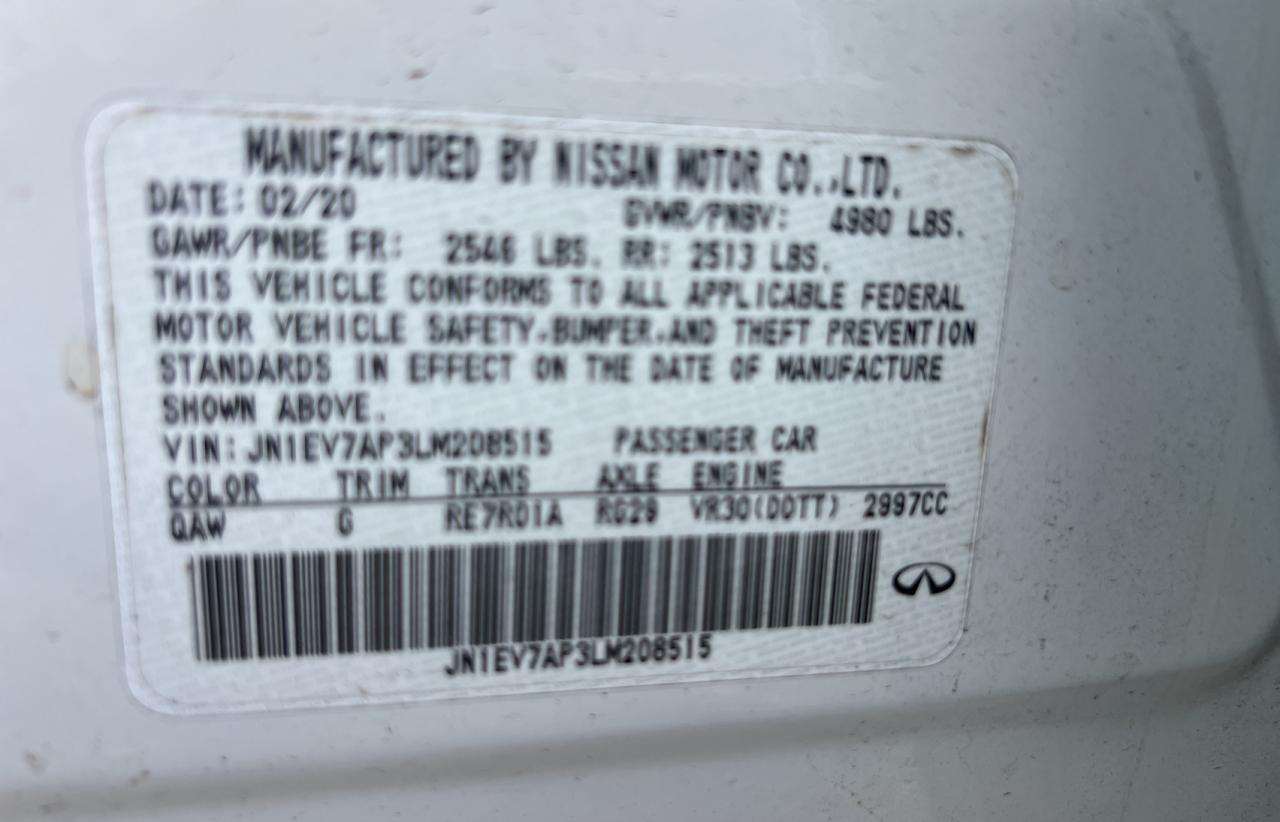 MANUFACTURED BY NISSAN MOTOR CO.,LTD.
DATE: 02/20 GVWR/PNBV: 4980 LBS.
GAWR/PNBE FR: 2546 LBS. RR: 2513 LBS.
THIS VEHICLE CONFORMS TO ALL APPLICABLE FEDERAL
MOTOR VEHICLE SAFETY,BUMPER,AND THEFT PREVENTION
STANDARDS IN EFFECT ON THE DATE OF MANUFACTURE
SHOWN ABOVE.
VIN:JN1EV7AP3LM208515 PASSENGER CAR
COLOR TRIM TRANS AXLE ENGINE
QAW G RE7R01A RG29 VR30(DDTT) 2997CC
JN1EV7AP3LM208515